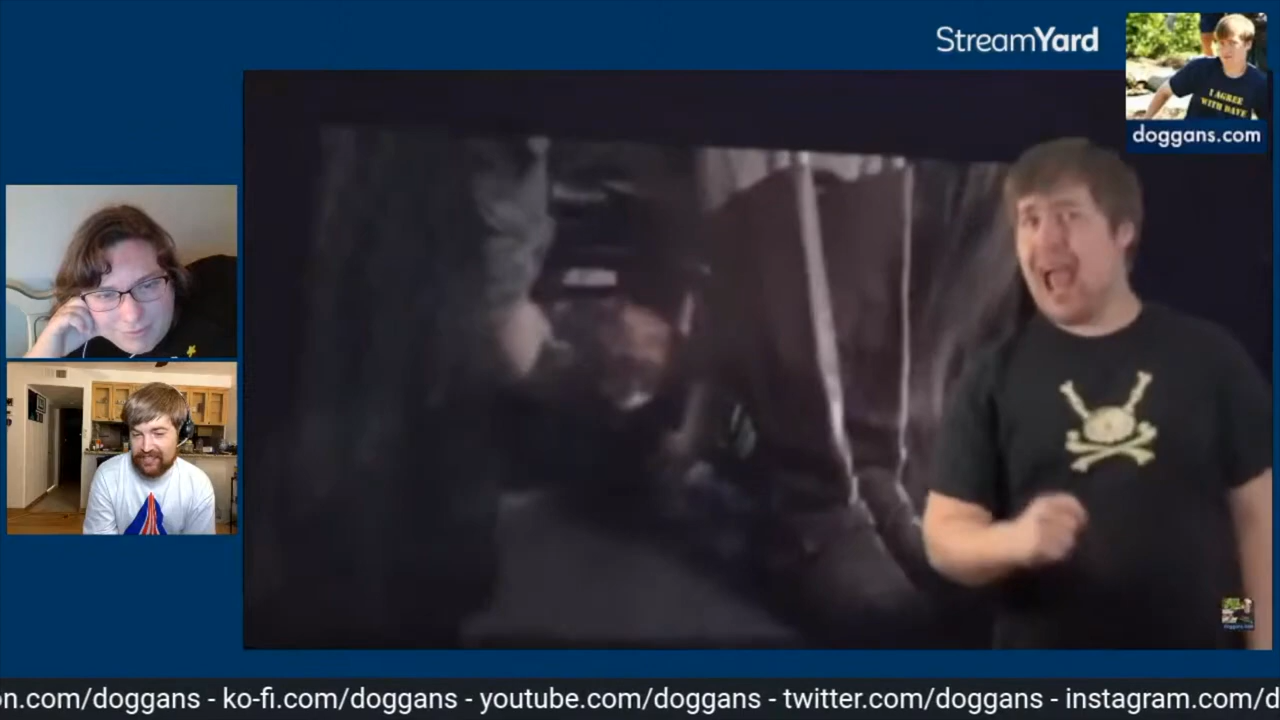 StreamYard
I AGREE
WITH DAVE
doggans.com
on.com/doggans - ko-fi.com/doggans - youtube.com/doggans - twitter.com/doggans - instagram.com/d